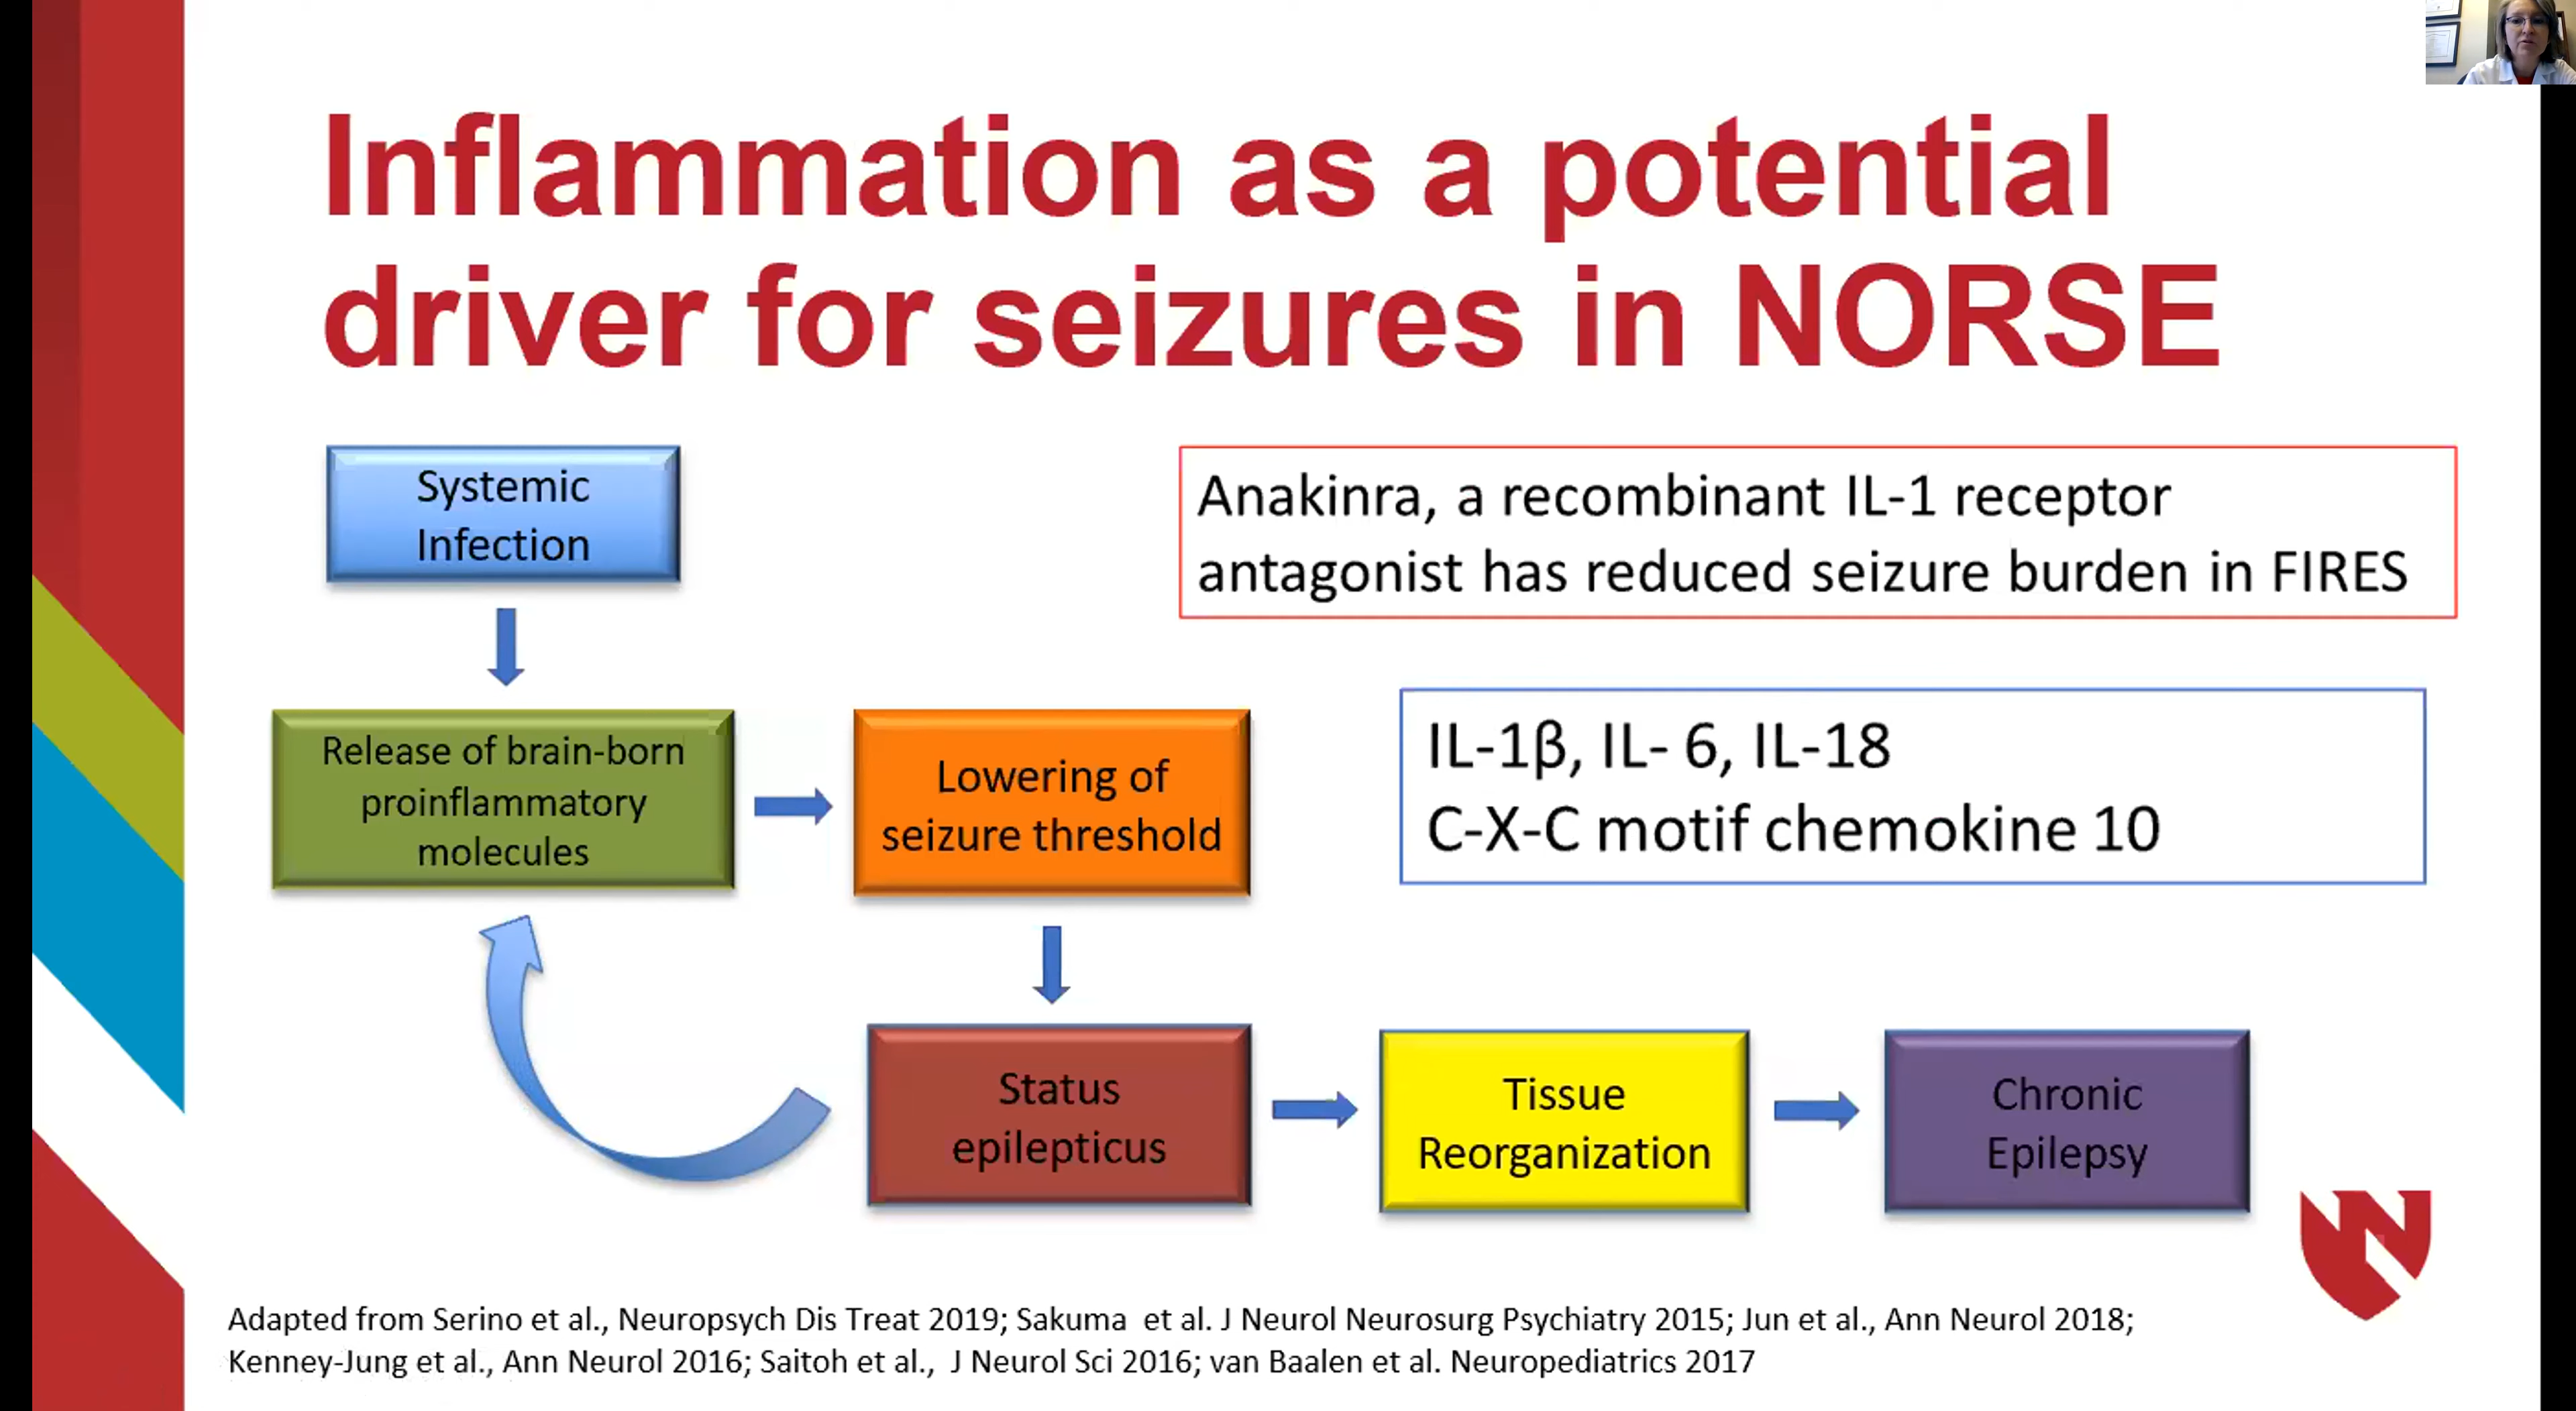 Inflammation as a potential
driver for seizures in NORSE
Systemic
Infection
Anakinra, a recombinant IL-1 receptor
antagonist has reduced seizure burden in FIRES
Release of brain-born
proinflammatory
molecules
Lowering of
seizure threshold
IL-1β, IL- 6, IL-18
C-X-C motif chemokine 10
Status
epilepticus
Tissue
Reorganization
Chronic
Epilepsy
N
Adapted from Serino et al., Neuropsych Dis Treat 2019; Sakuma  et al. J Neurol Neurosurg Psychiatry 2015; Jun et al., Ann Neurol 2018;
Kenney-Jung et al., Ann Neurol 2016; Saitoh et al.,  J Neurol Sci 2016; van Baalen et al. Neuropediatrics 2017